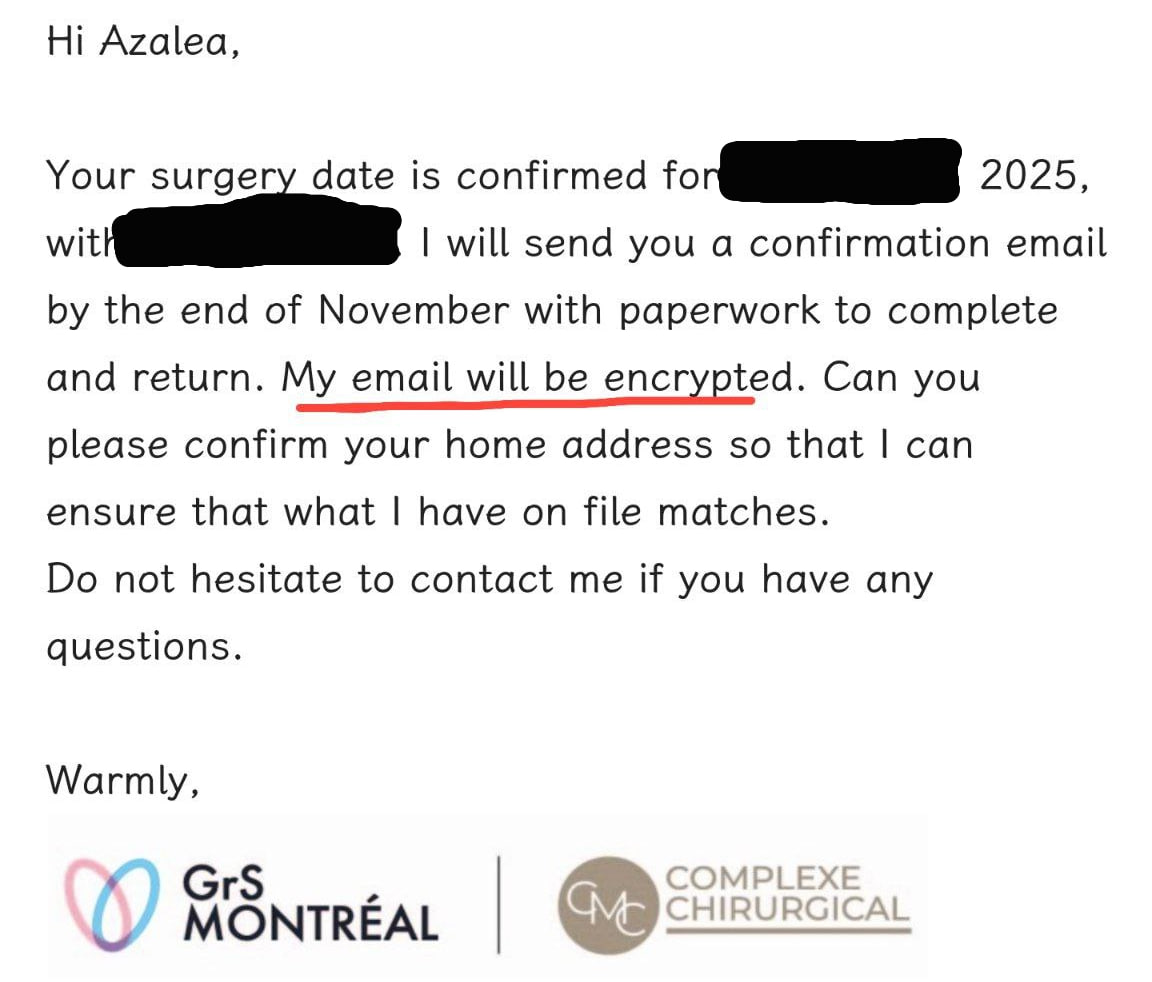 Hi Azalea,
Your surgery date is confirmed for 2025,
with I will send you a confirmation email
by the end of November with paperwork to complete
and return. My email will be encrypted. Can you
please confirm your home address so that I can
ensure that what I have on file matches.
Do not hesitate to contact me if you have any
questions.
Warmly,
GrS
MONTRÉAL
CMC
COMPLEXE
CHIRURGICAL